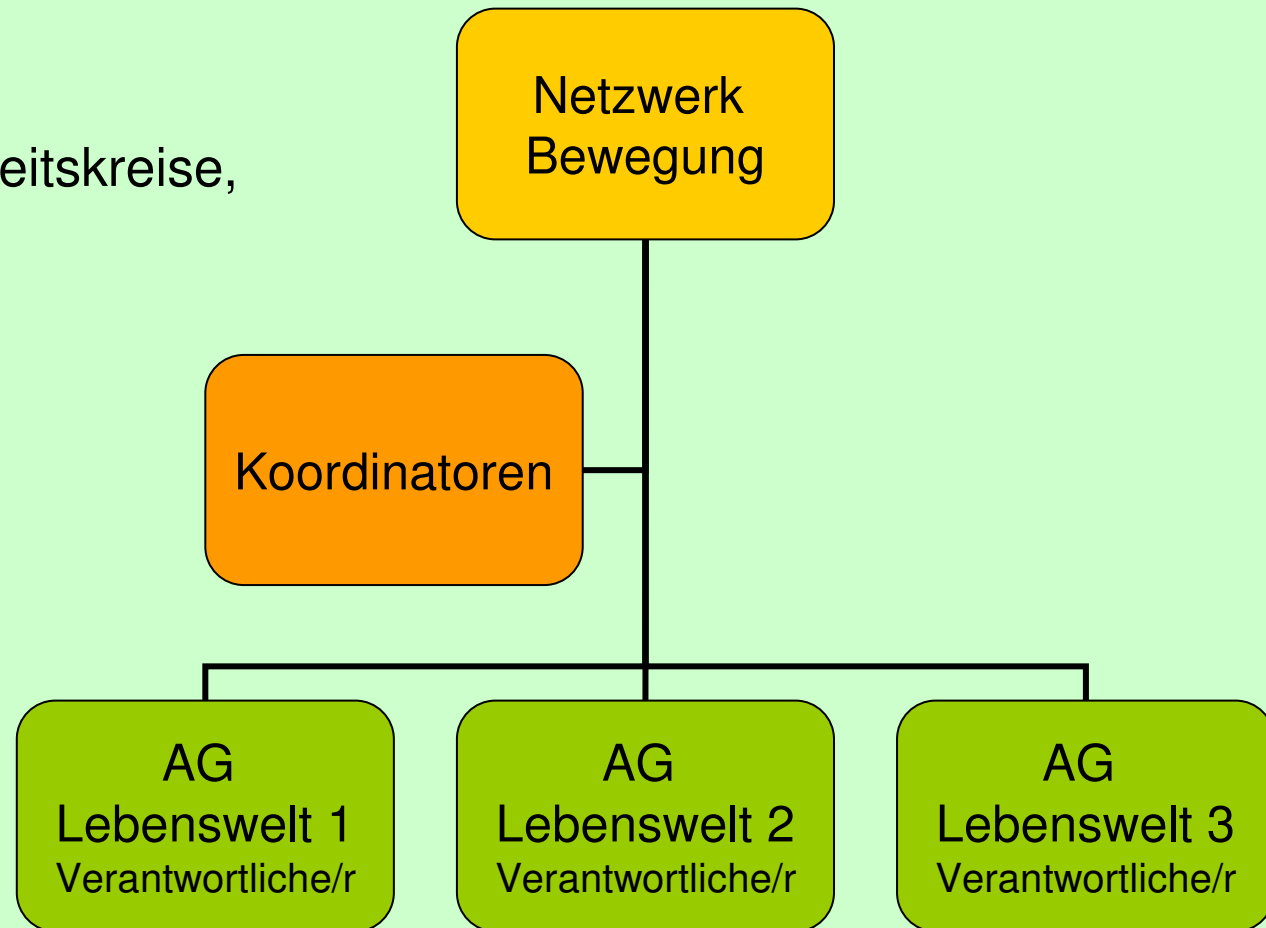 Netzwerk
Bewegung
eitskreise,
Koordinatoren
AG
Lebenswelt 1
Verantwortliche/r
AG
Lebenswelt 2
Verantwortliche/r
AG
Lebenswelt 3
Verantwortliche/r